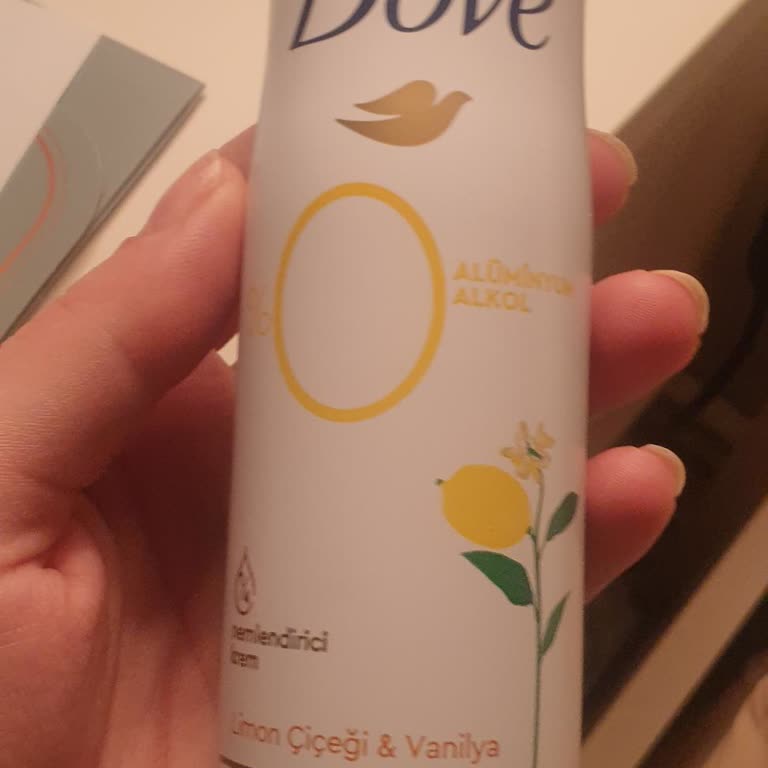 Dove
%0
ALÜMİNYUM
ALKOL
nemlendirici
krem
Limon Çiçeği & Vanilya